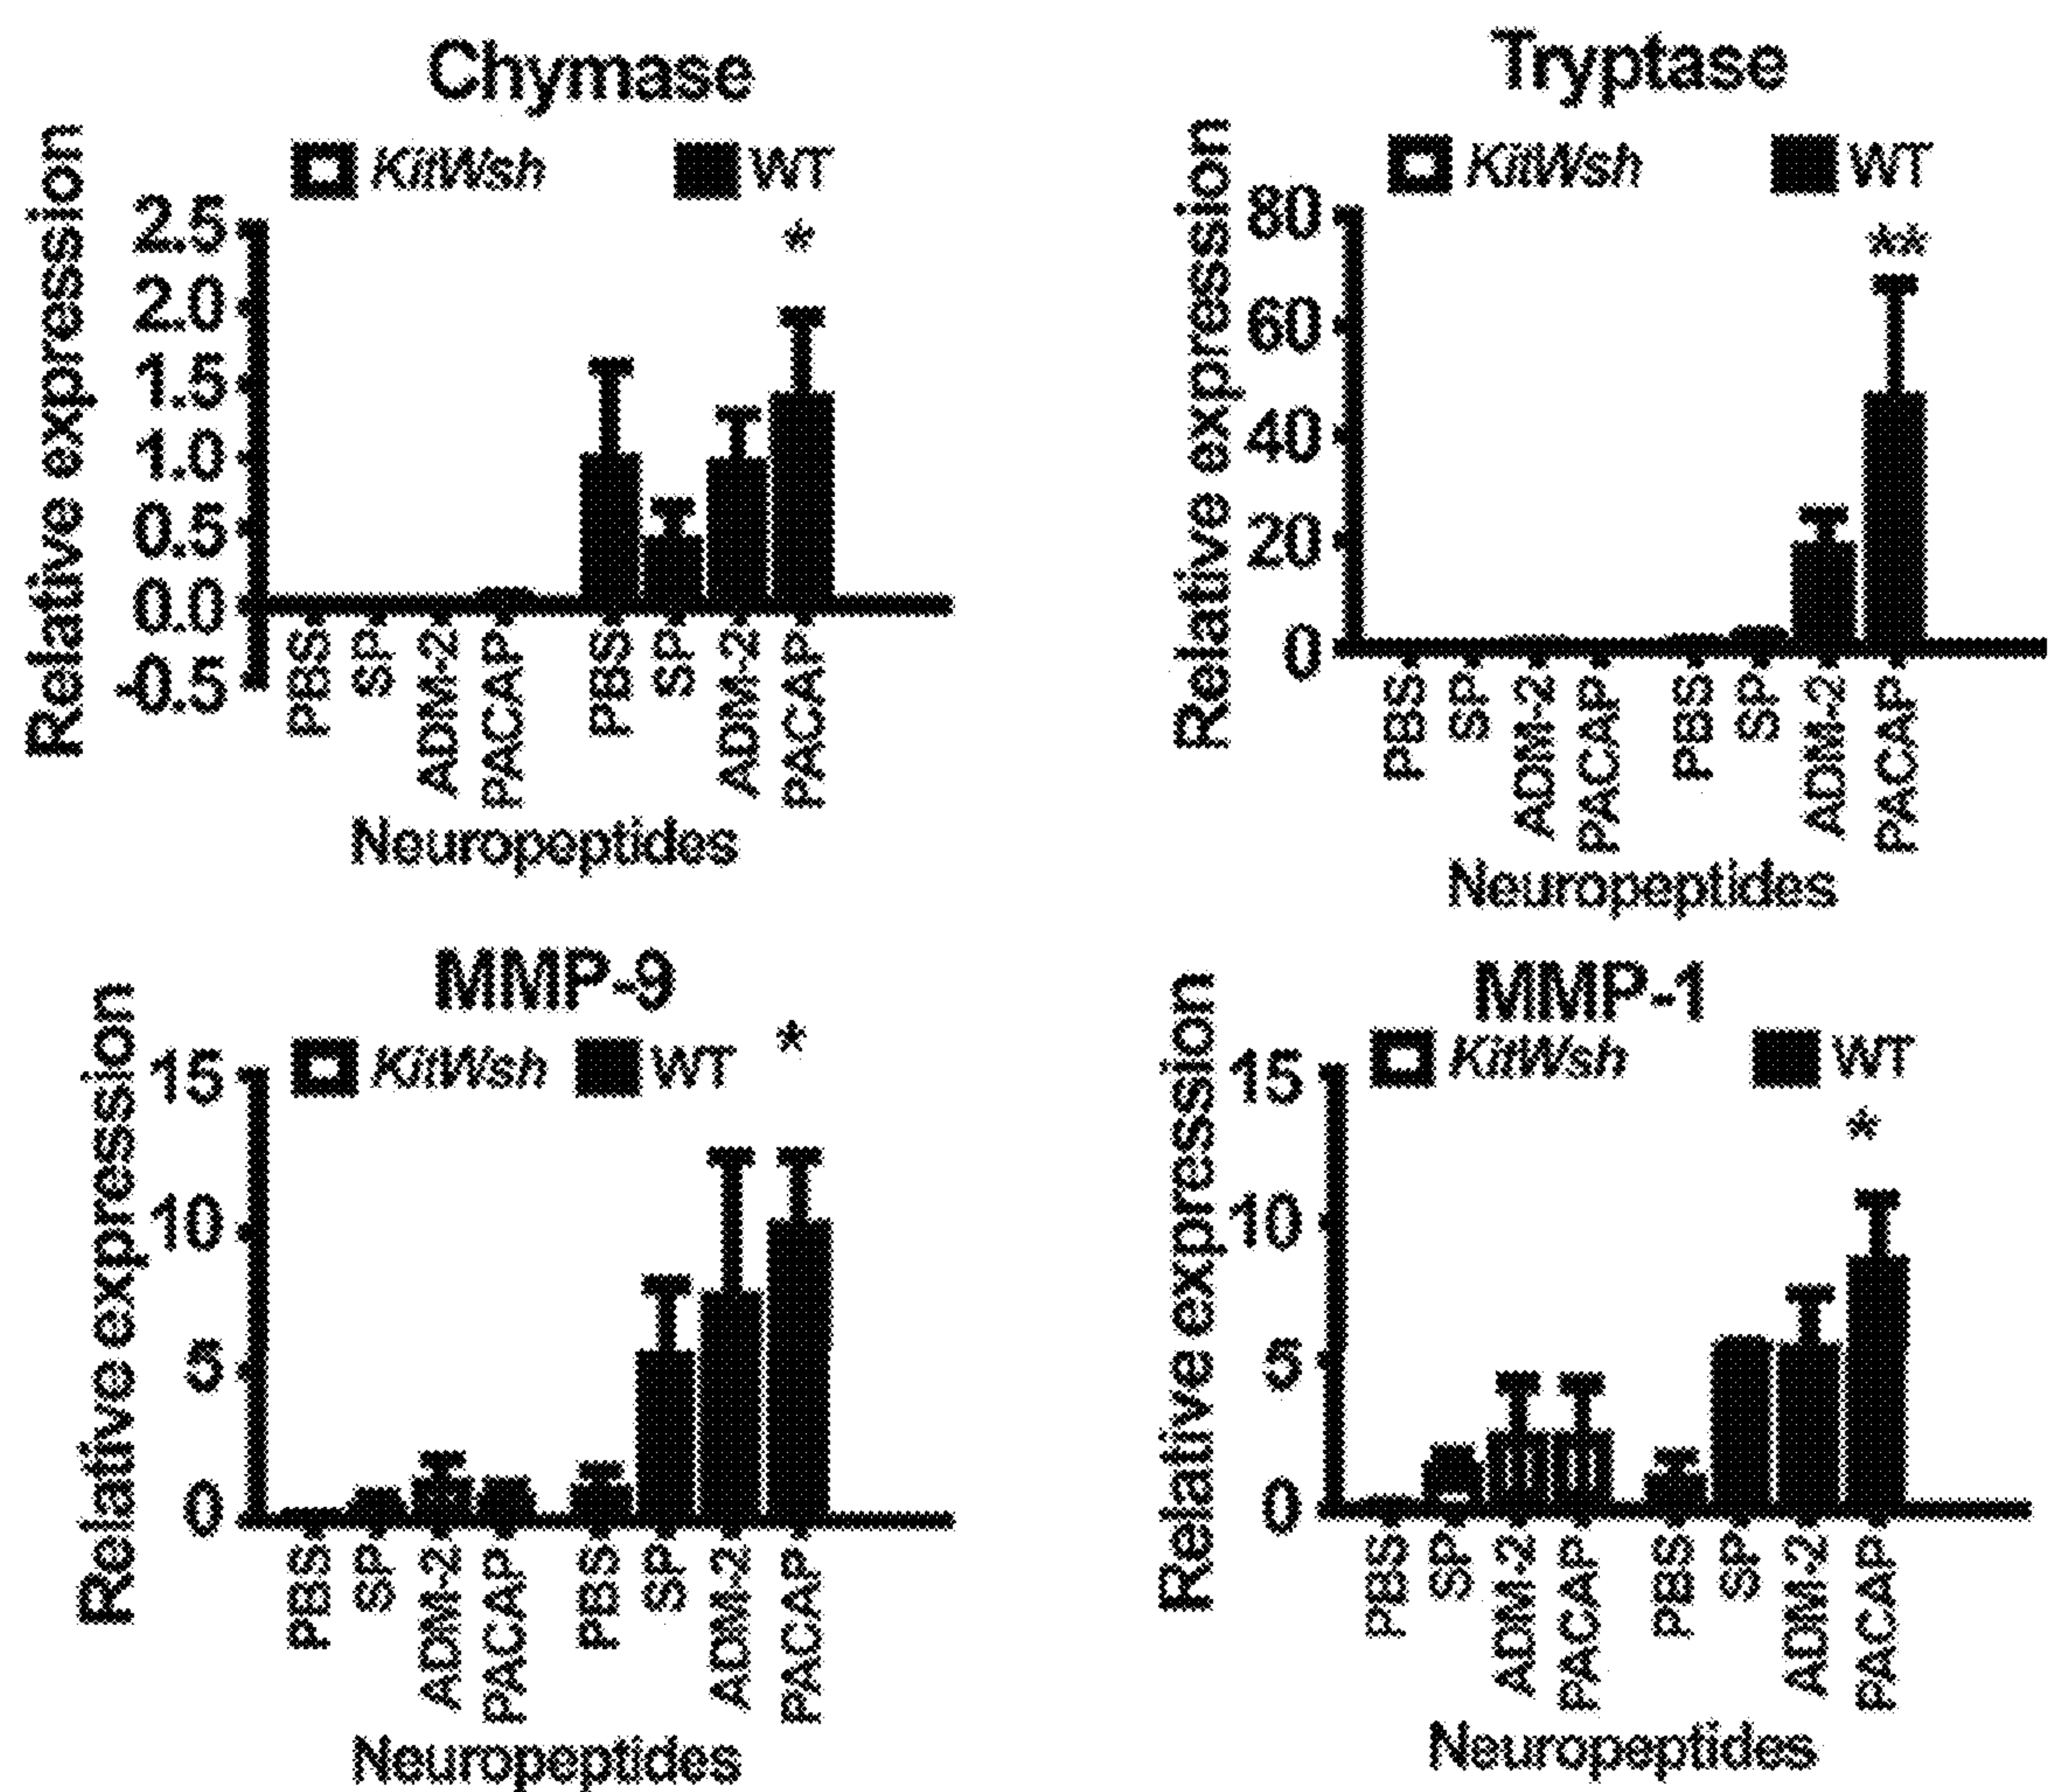 Chymase
KitWsh WT
*
Relative expression
2.5
2.0
1.5
1.0
0.5
0.0
-0.5
PBS
SP
ADM-2
PACAP
PBS
SP
ADM-2
PACAP
Neuropeptides
Tryptase
KitWsh WT
**
Relative expression
80
60
40
20
0
PBS
SP
ADM-2
PACAP
PBS
SP
ADM-2
PACAP
Neuropeptides
MMP-9
KitWsh WT *
Relative expression
15
10
5
0
PBS
SP
ADM-2
PACAP
PBS
SP
ADM-2
PACAP
Neuropeptides
MMP-1
KitWsh WT
*
Relative expression
15
10
5
0
PBS
SP
ADM-2
PACAP
PBS
SP
ADM-2
PACAP
Neuropeptides